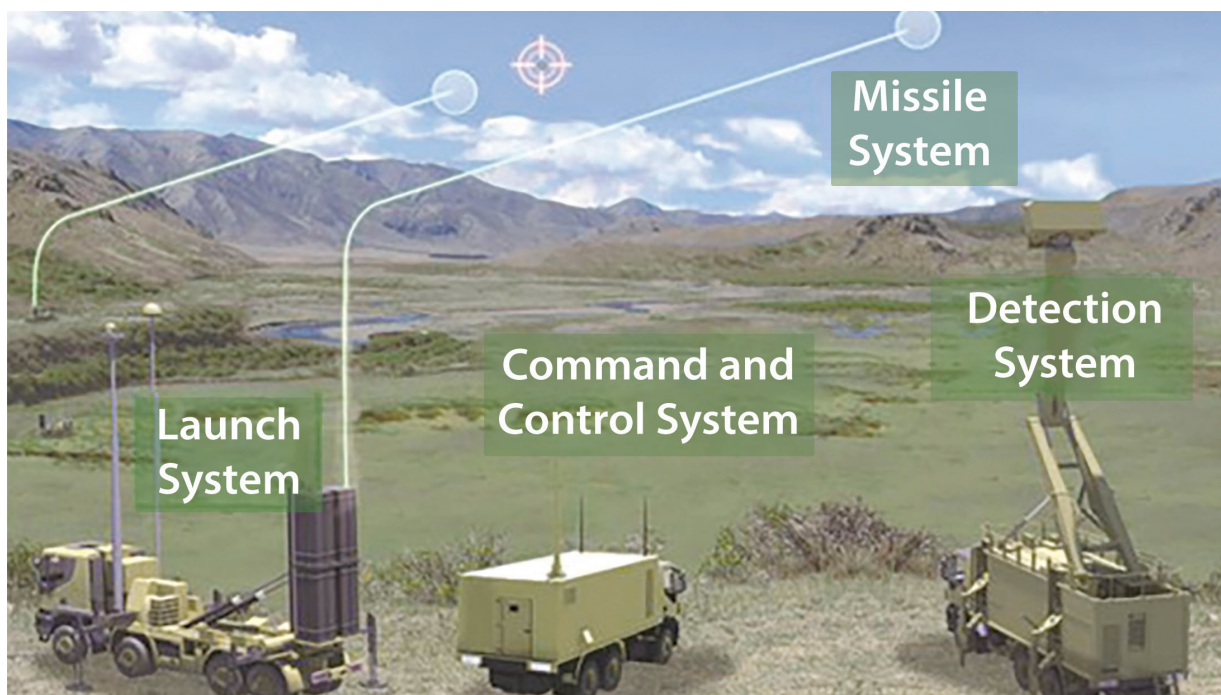 Missile
System
Detection
System
Command and
Control System
Launch
System